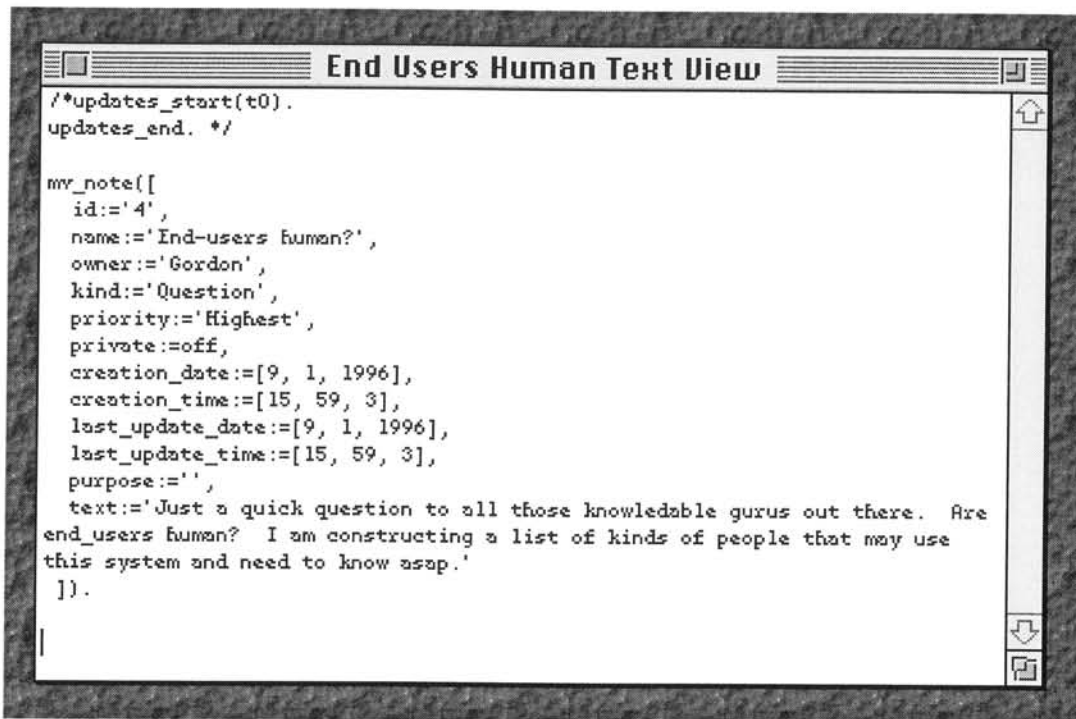 End Users Human Text View
/*updates_start(t0).
updates_end. */
mv_note([
id:='4',
name:='End-users human?',
owner:='Gordon',
kind:='Question',
priority:='Highest',
private:=off,
creation_date:=[9, 1, 1996],
creation_time:=[15, 59, 3],
last_update_date:=[9, 1, 1996],
last_update_time:=[15, 59, 3],
purpose:='',
text:='Just a quick question to all those knowledable gurus out there.  Are
end_users human?  I am constructing a list of kinds of people that may use
this system and need to know asap.'
]).